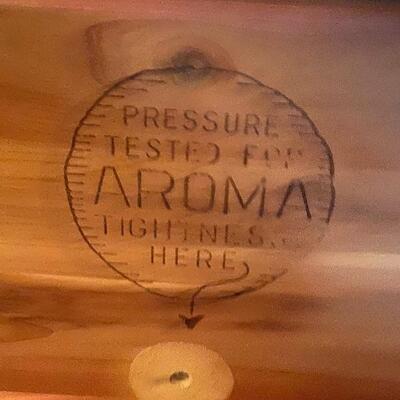 PRESSURE
TESTED FOR
AROMA
TIGHTNESS
HERE